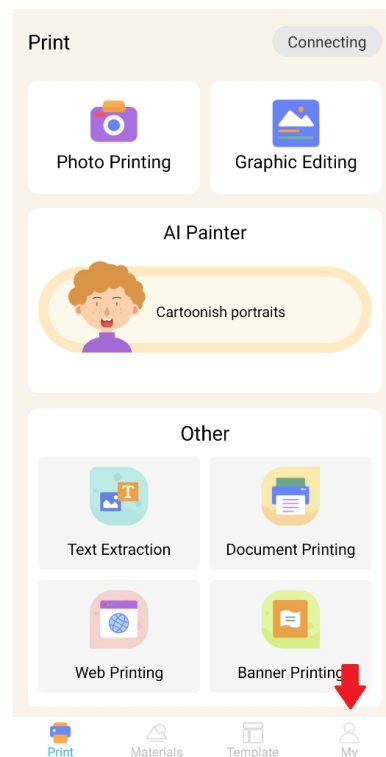 Print
Connecting
Photo Printing
Graphic Editing
AI Painter
Cartoonish portraits
Other
T
Text Extraction
Document Printing
Web Printing
Banner Printing
Print
Materials
Template
My